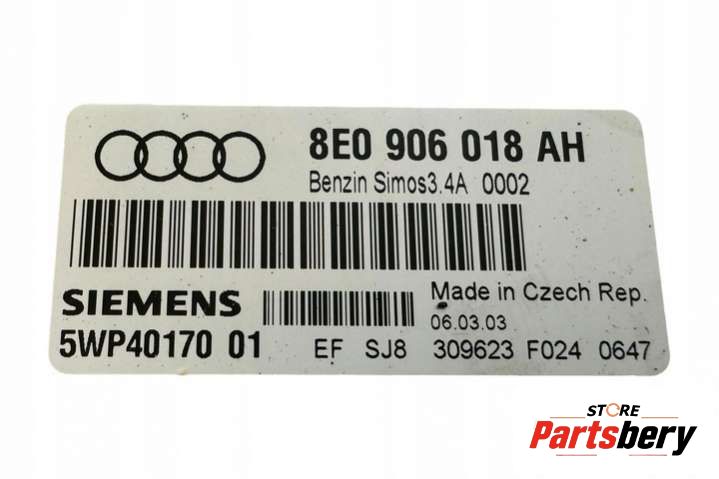 8E0 906 018 AH
Benzin Simos3.4A 0002
SIEMENS
Made in Czech Rep.
06.03.03
5WP40170 01
EF SJ8 309623 F024 0647
STORE
Partsbery